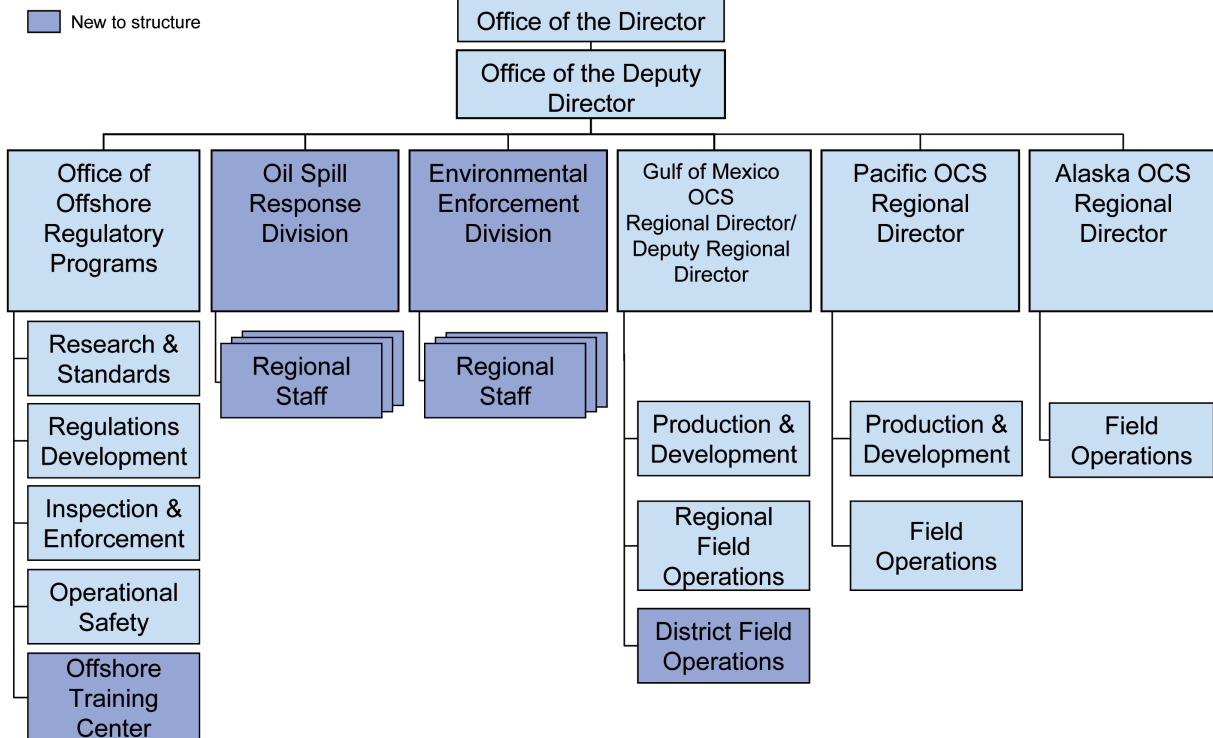 New to structure
Office of the Director
Office of the Deputy
Director
Office of
Offshore
Regulatory
Programs
Oil Spill
Response
Division
Environmental
Enforcement
Division
Gulf of Mexico
OCS
Regional Director/
Deputy Regional
Director
Pacific OCS
Regional
Director
Alaska OCS
Regional
Director
Research &
Standards
Regulations
Development
Inspection &
Enforcement
Operational
Safety
Offshore
Training
Center
Regional
Staff
Regional
Staff
Production &
Development
Regional
Field
Operations
District Field
Operations
Production &
Development
Field
Operations
Field
Operations